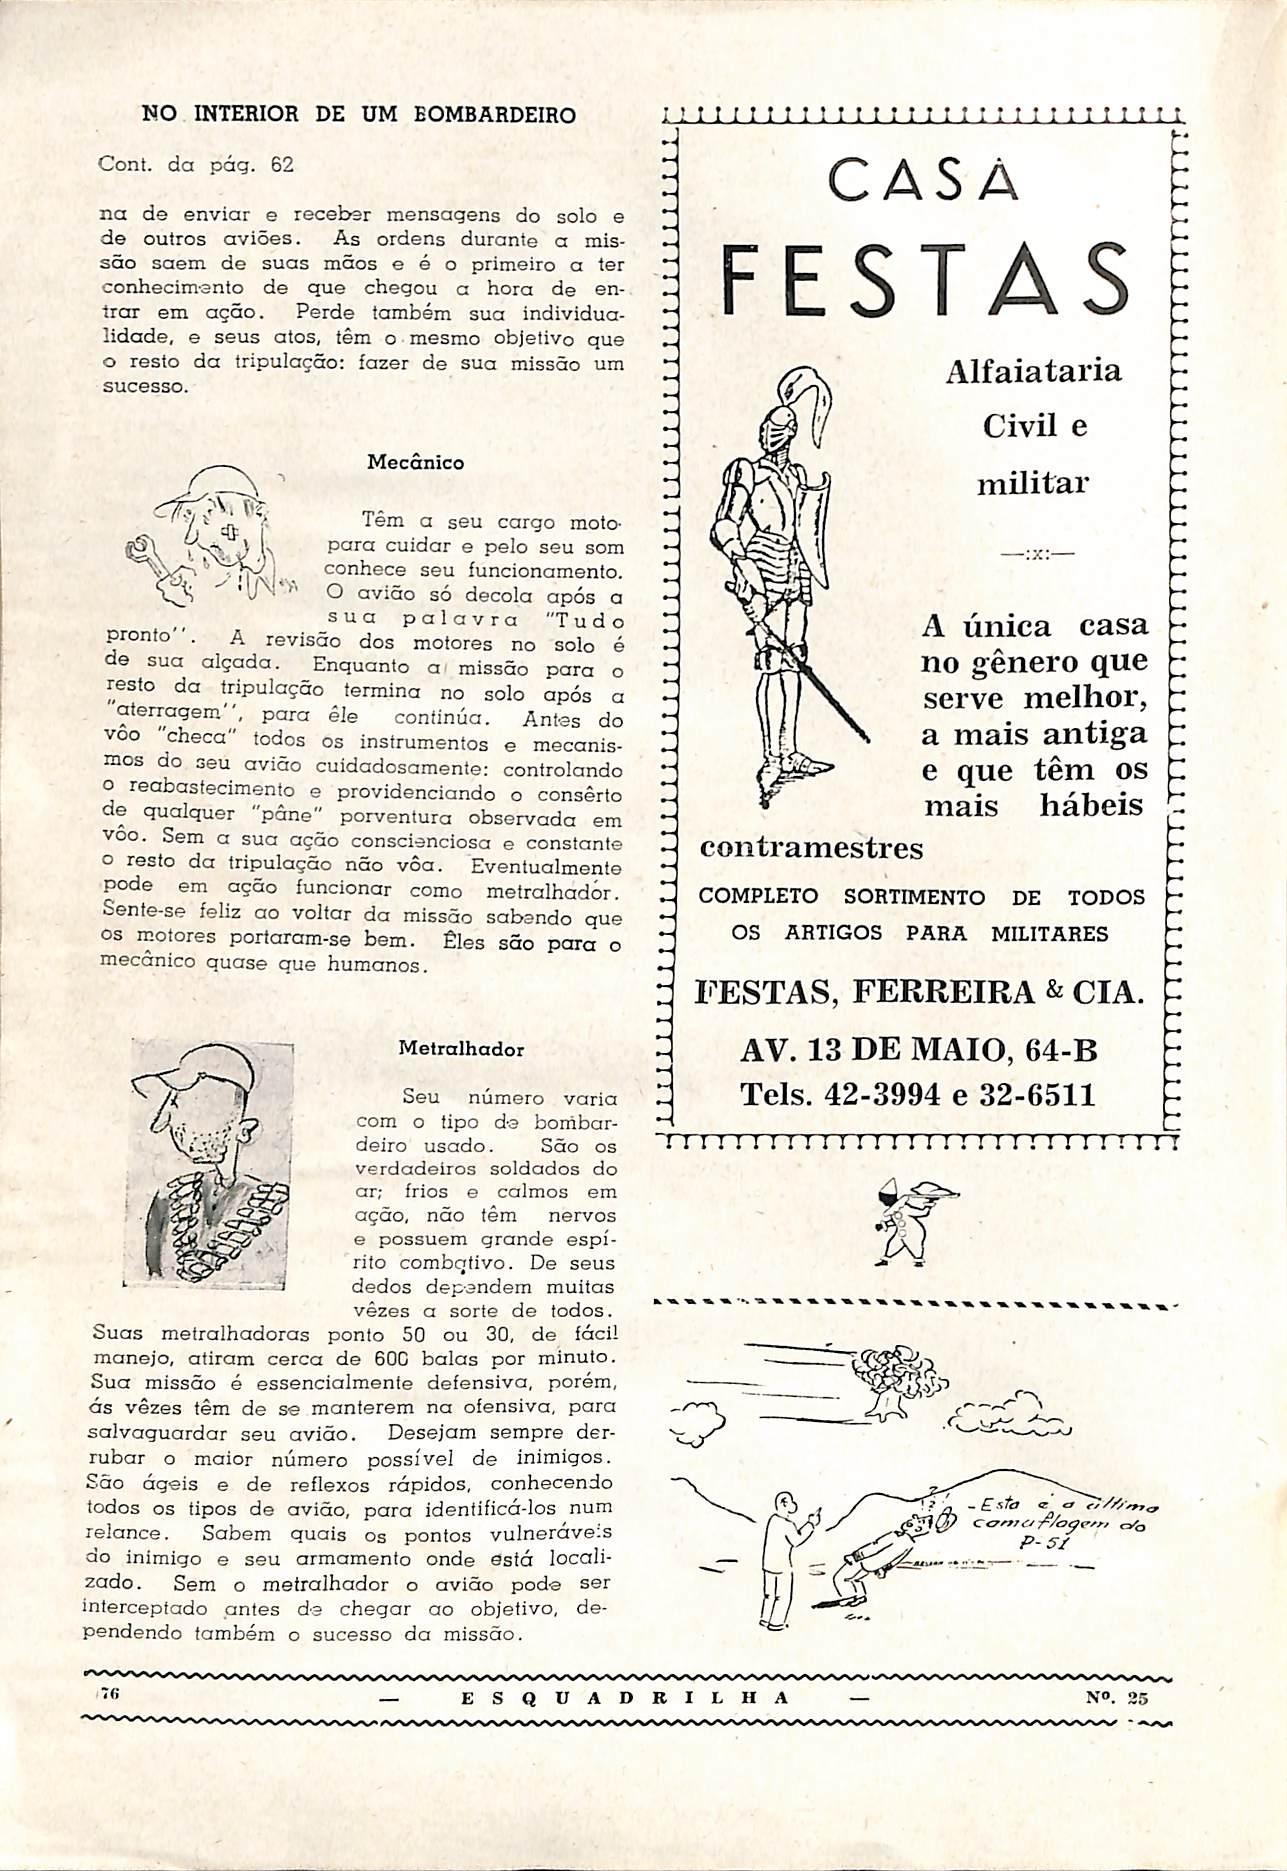 NO INTERIOR DE UM BOMBARDEIRO
Cont. da pág. 62
na de enviar e receber mensagens do solo e
de outros aviões. As ordens durante a mis-
são saem de suas mãos e é o primeiro a ter
conhecimento de que chegou a hora de en-
trar em ação. Perde também sua individua-
lidade, e seus atos, têm o mesmo objetivo que
o resto da tripulação: fazer de sua missão um
sucesso.
Mecânico
Têm a seu cargo moto-
para cuidar e pelo seu som
conhece seu funcionamento.
O avião só decola após a
sua palavra "Tudo
pronto". A revisão dos motores no solo é
de sua alçada. Enquanto a missão para o
resto da tripulação termina no solo após a
"aterragem", para êle continúa. Antes do
vôo "checa" todos os instrumentos e mecanis-
mos do seu avião cuidadosamente: controlando
o reabastecimento e providenciando o consêrto
de qualquer "pâne" porventura observada em
vôo. Sem a sua ação conscienciosa e constante
o resto da tripulação não vôa. Eventualmente
pode em ação funcionar como metralhador.
Sente-se feliz ao voltar da missão sabendo que
os motores portaram-se bem. Êles são para o
mecânico quase que humanos.
Metralhador
Seu número varia
com o tipo de bombar-
deiro usado. São os
verdadeiros soldados do
ar; frios e calmos em
ação, não têm nervos
e possuem grande espí-
rito combativo. De seus
dedos dependem muitas
vêzes a sorte de todos.
Suas metralhadoras ponto 50 ou 30, de fácil
manejo, atiram cerca de 600 balas por minuto.
Sua missão é essencialmente defensiva, porém,
ás vêzes têm de se manterem na ofensiva, para
salvaguardar seu avião. Desejam sempre der-
rubar o maior número possível de inimigos.
São ágeis e de reflexos rápidos, conhecendo
todos os tipos de avião, para identificá-los num
relance. Sabem quais os pontos vulneráveis
do inimigo e seu armamento onde está locali-
zado. Sem o metralhador o avião pode ser
interceptado antes de chegar ao objetivo, de-
pendendo também o sucesso da missão.
CASA
FESTAS
Alfaiataria
Civil e
militar
—:x:—
A única casa
no gênero que
serve melhor,
a mais antiga
e que têm os
mais hábeis
contramestres
COMPLETO SORTIMENTO DE TODOS
OS ARTIGOS PARA MILITARES
FESTAS, FERREIRA & CIA.
AV. 13 DE MAIO, 64-B
Tels. 42-3994 e 32-6511
? ! ?
- Esta é a última
camuflagem do
P-51
76 — ESQUADRILHA — Nº. 25